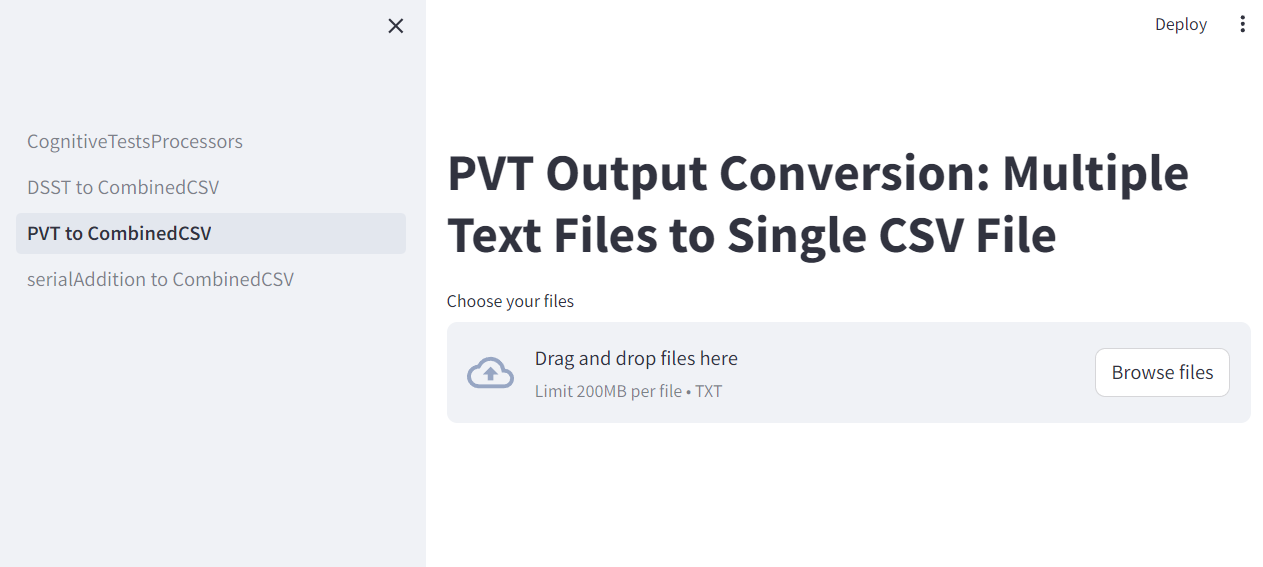 Deploy
CognitiveTestsProcessors
DSST to CombinedCSV
PVT to CombinedCSV
serialAddition to CombinedCSV
PVT Output Conversion: Multiple
Text Files to Single CSV File
Choose your files
Drag and drop files here
Limit 200MB per file • TXT
Browse files